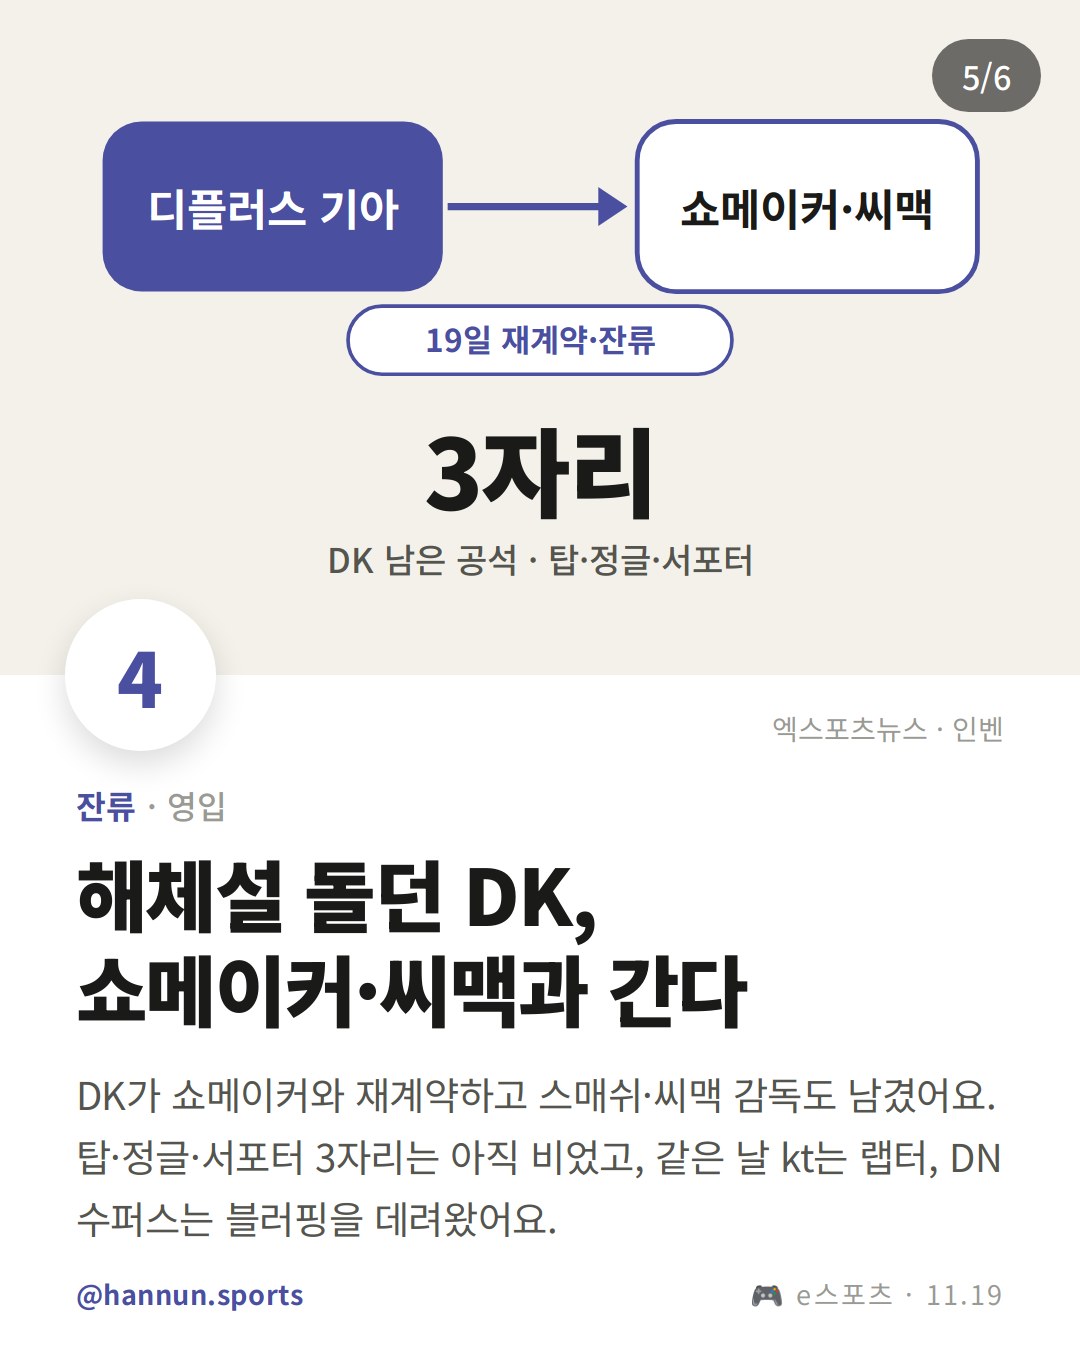 5/6
디플러스 기아
쇼메이커·씨맥
19일 재계약·잔류
3자리
DK 남은 공석 · 탑·정글·서포터
4
엑스포츠뉴스 · 인벤
잔류 · 영입
해체설 돌던 DK,
쇼메이커·씨맥과 간다
DK가 쇼메이커와 재계약하고 스매쉬·씨맥 감독도 남겼어요.
탑·정글·서포터 3자리는 아직 비었고, 같은 날 kt는 랩터, DN
수퍼스는 블러핑을 데려왔어요.
@hannun.sports
🎮 e스포츠 · 11.19